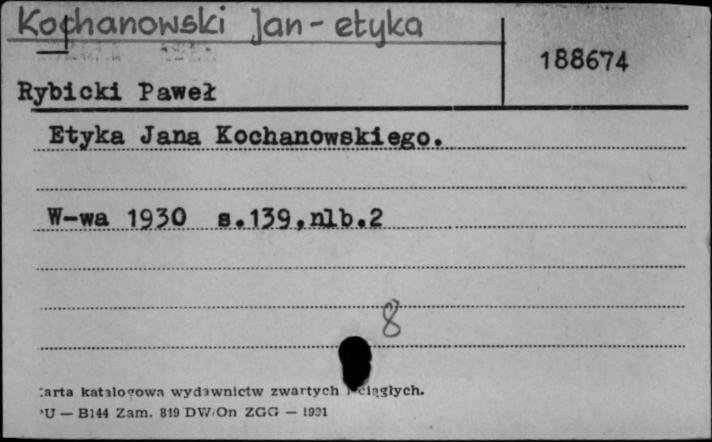 Kochanowski Jan - etyka
188674
Rybicki Paweł
Etyka Jana Kochanowskiego.
W-wa 1930 s.139,nlb.2
8
arta katalogowa wydawnictw zwartych i ciągłych.
U — B144 Zam. 819 DW/On ZGG — 1991